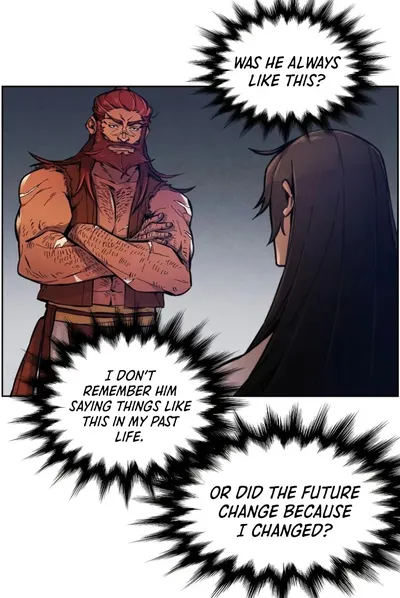 WAS HE ALWAYS
LIKE THIS?
I DON'T
REMEMBER HIM
SAYING THINGS LIKE
THIS IN MY PAST
LIFE.
OR DID THE FUTURE
CHANGE BECAUSE
I CHANGED?